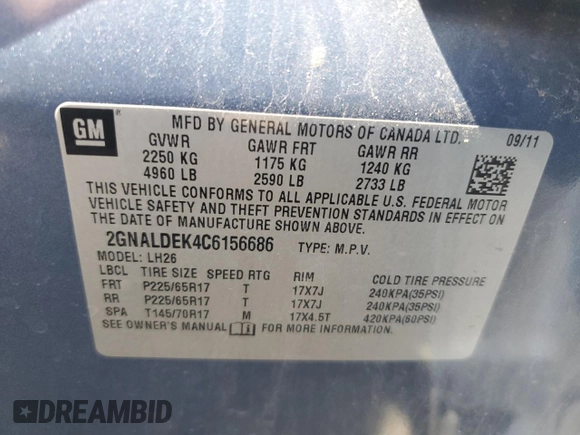 GM
MFD BY GENERAL MOTORS OF CANADA LTD. 09/11
GVWR GAWR FRT GAWR RR
2250 KG 1175 KG 1240 KG
4960 LB 2590 LB 2733 LB
THIS VEHICLE CONFORMS TO ALL APPLICABLE U.S. FEDERAL MOTOR
VEHICLE SAFETY AND THEFT PREVENTION STANDARDS IN EFFECT ON
THE DATE OF MANUFACTURE SHOWN ABOVE.
2GNALDEK4C6156686 TYPE: M.P.V.
MODEL: LH26
LBCL TIRE SIZE SPEED RTG RIM COLD TIRE PRESSURE
FRT P225/65R17 T 17X7J 240KPA(35PSI)
RR P225/65R17 T 17X7J 240KPA(35PSI)
SPA T145/70R17 M 17X4.5T 420KPA(60PSI)
SEE OWNER'S MANUAL FOR MORE INFORMATION.
DREAMBID